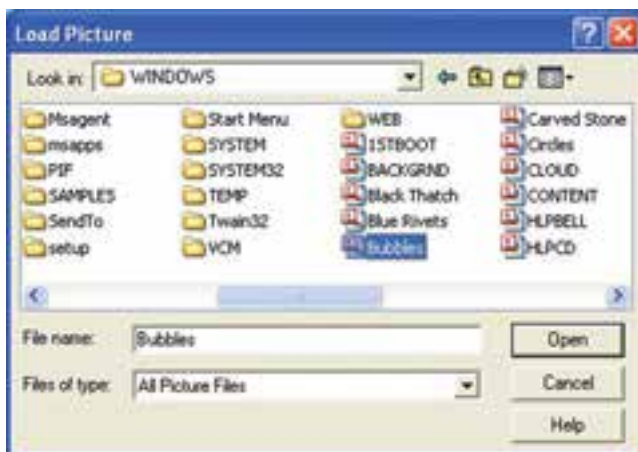 Load Picture
Look in: WINDOWS
Msagent
msapps
PIF
SAMPLES
SendTo
setup
Start Menu
SYSTEM
SYSTEM32
TEMP
Twain32
VCM
WEB
1STBOOT
BACKGRND
Black Thatch
Blue Rivets
Bubbles
Carved Stone
Circles
CLOUD
CONTENT
HLPBELL
HLPCD
File name: Bubbles
Open
Files of type: All Picture Files
Cancel
Help